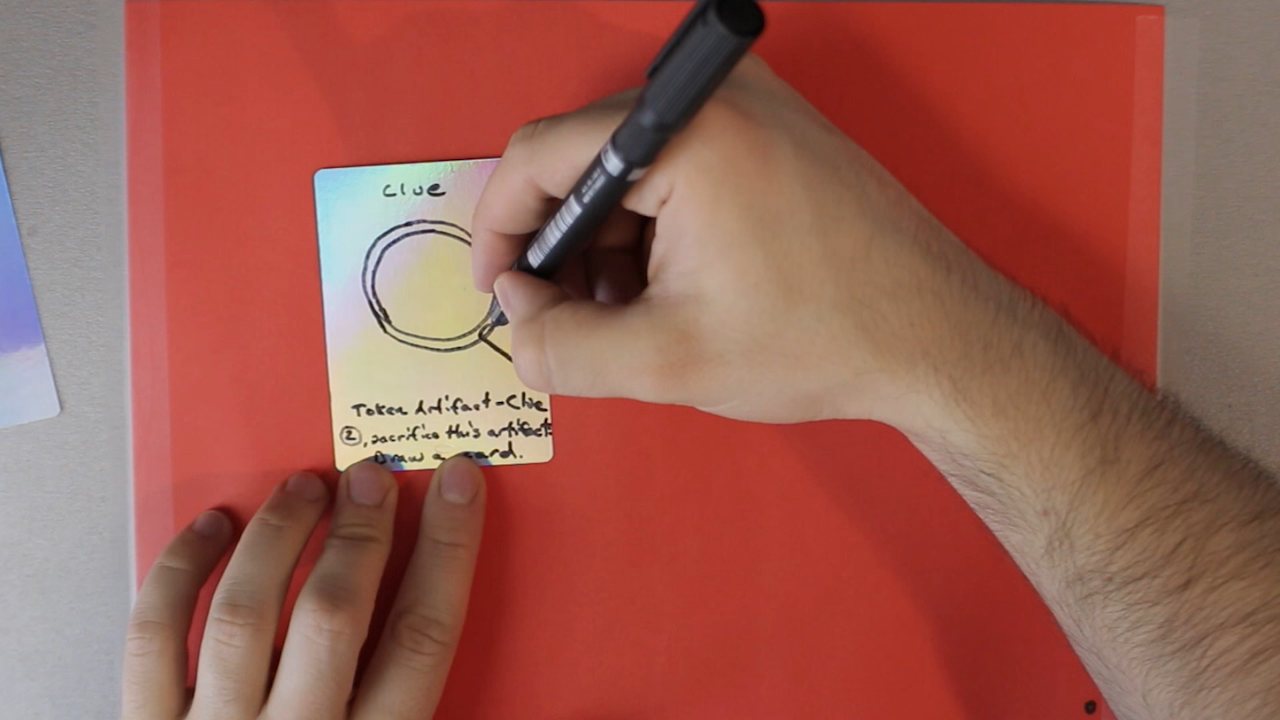 Clue
Token Artifact-Clue
2, sacrifice this artifact:
Draw a card.